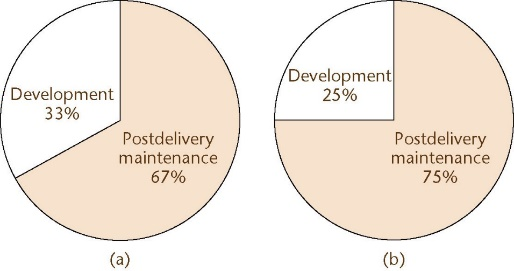 Development
33%
Postdelivery
maintenance
67%
(a)
Development
25%
Postdelivery
maintenance
75%
(b)